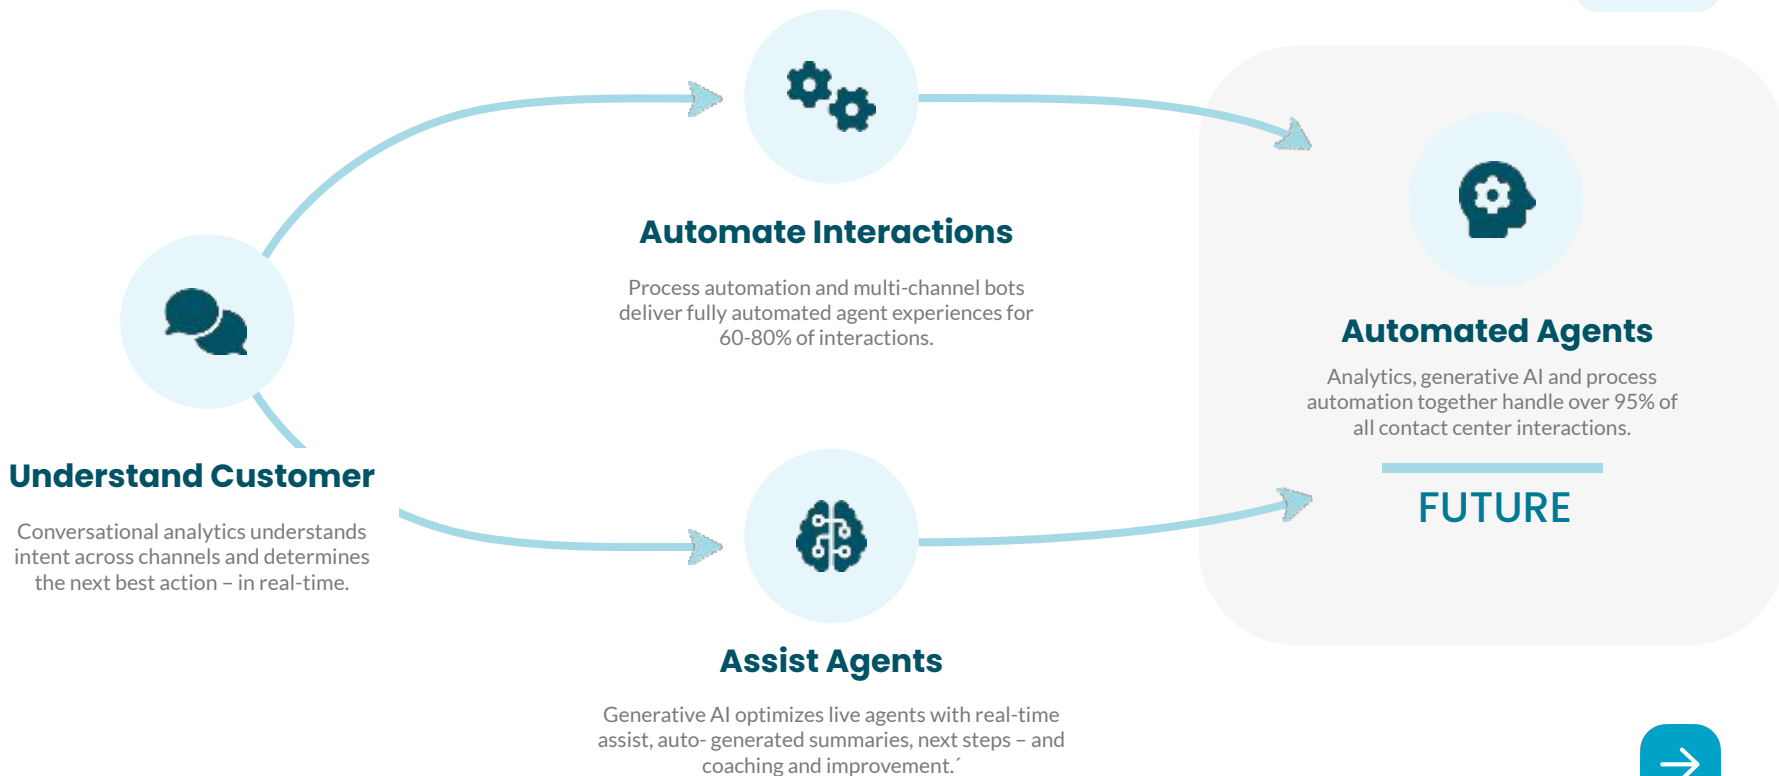 Automate Interactions
Process automation and multi-channel bots
deliver fully automated agent experiences for
60-80% of interactions.
Automated Agents
Analytics, generative AI and process
automation together handle over 95% of
all contact center interactions.
FUTURE
Understand Customer
Conversational analytics understands
intent across channels and determines
the next best action – in real-time.
Assist Agents
Generative AI optimizes live agents with real-time
assist, auto- generated summaries, next steps – and
coaching and improvement.´